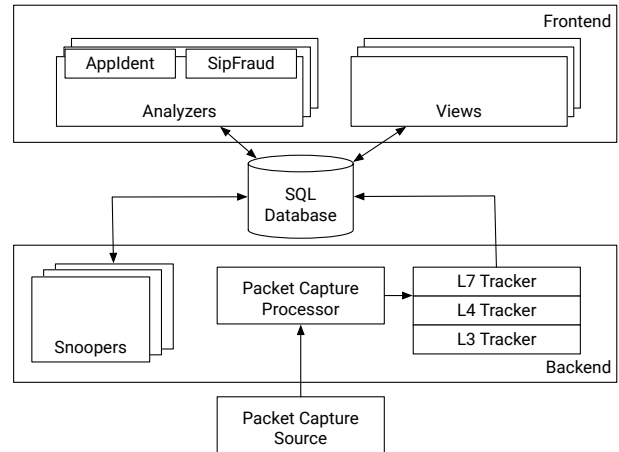 Frontend
AppIdent
SipFraud
Analyzers
Views
SQL
Database
Packet Capture
Processor
L7 Tracker
L4 Tracker
L3 Tracker
Snoopers
Backend
Packet Capture
Source